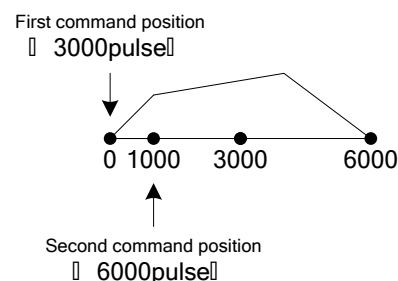 First command position
▯ 3000pulse▯
0 1000 3000 6000
Second command position
▯ 6000pulse▯